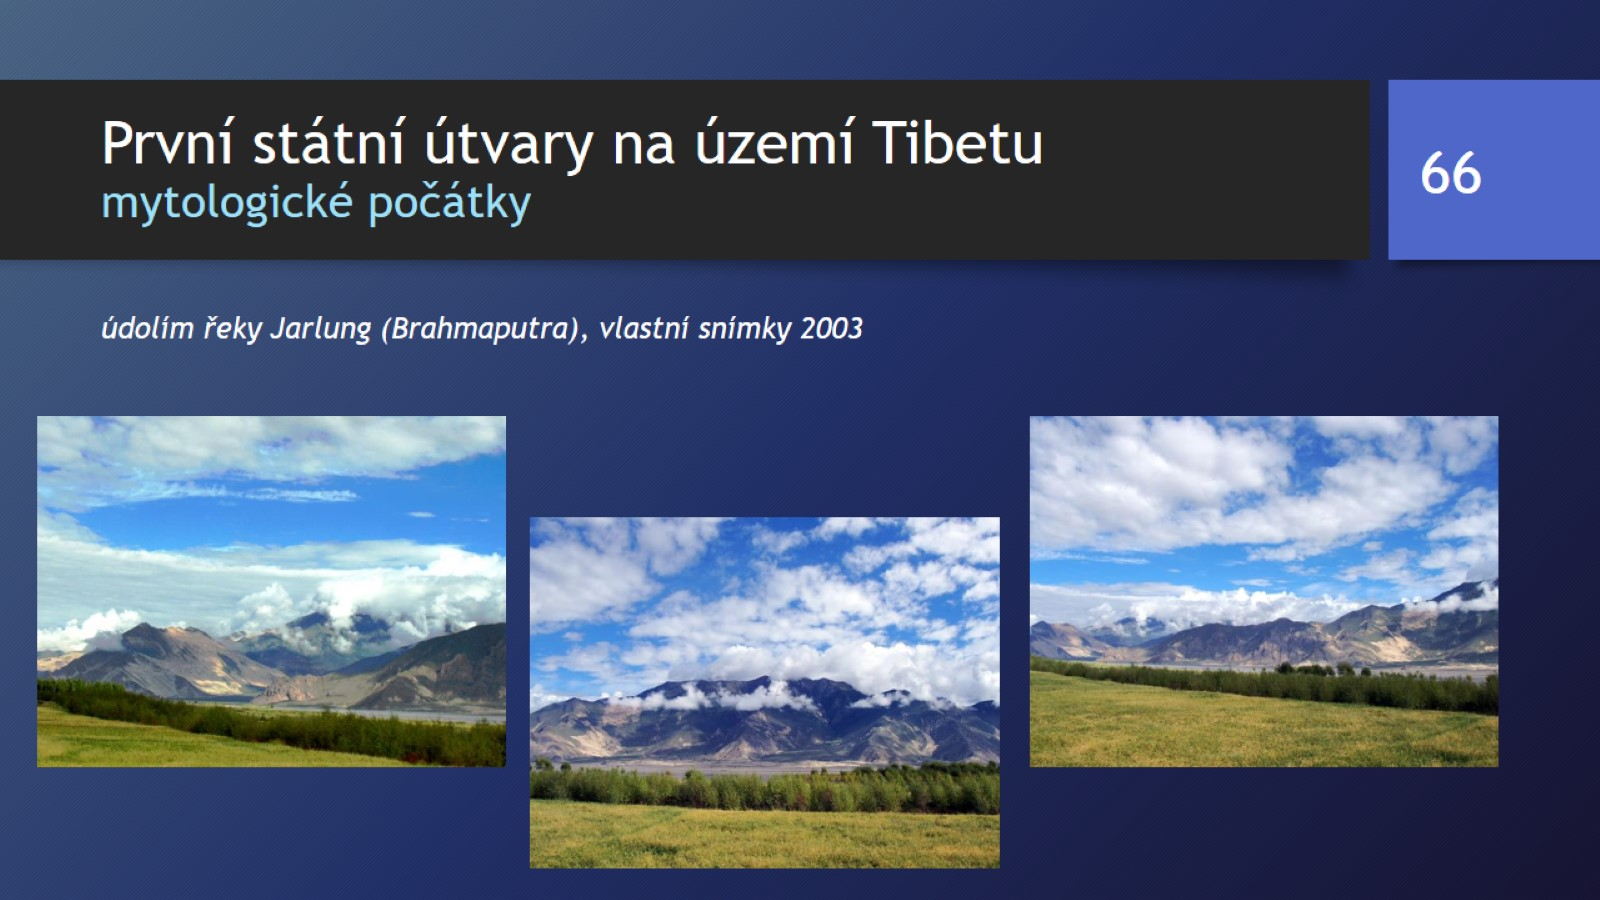 První státní útvary na území Tibetu
mytologické počátky
66
údolím řeky Jarlung (Brahmaputra), vlastní snímky 2003